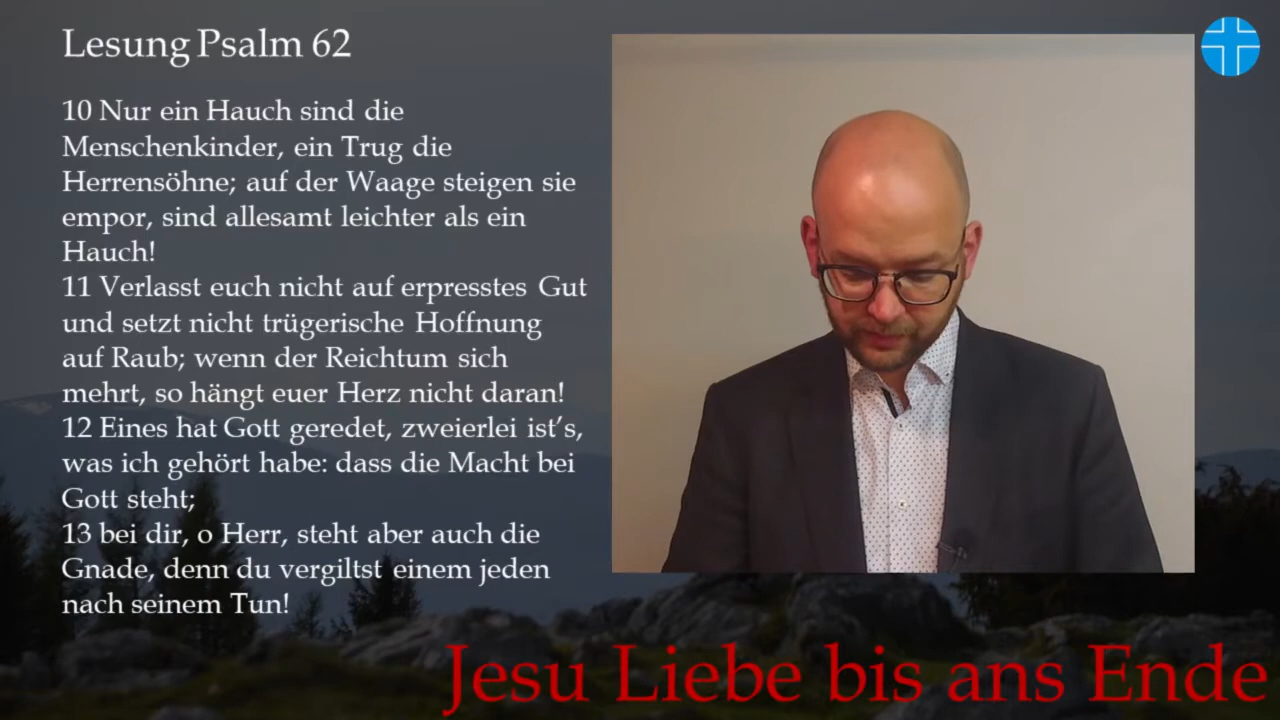 Lesung Psalm 62
10 Nur ein Hauch sind die
Menschenkinder, ein Trug die
Herrensöhne; auf der Waage steigen sie
empor, sind allesamt leichter als ein
Hauch!
11 Verlasst euch nicht auf erpresstes Gut
und setzt nicht trügerische Hoffnung
auf Raub; wenn der Reichtum sich
mehrt, so hängt euer Herz nicht daran!
12 Eines hat Gott geredet, zweierlei ist’s,
was ich gehört habe: dass die Macht bei
Gott steht;
13 bei dir, o Herr, steht aber auch die
Gnade, denn du vergiltst einem jeden
nach seinem Tun!
Jesu Liebe bis ans Ende